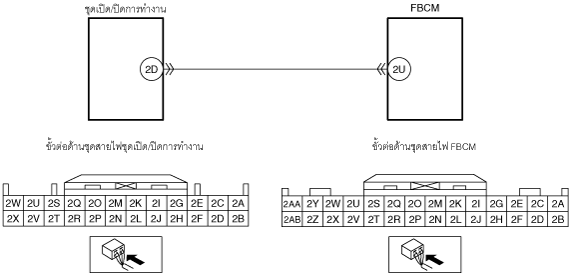 ชุดเปิด/ปิดการทำงาน
FBCM
2D
2U
ขั้วต่อด้านชุดสายไฟชุดเปิด/ปิดการทำงาน
ขั้วต่อด้านชุดสายไฟ FBCM
2W 2U 2S 2Q 2O 2M 2K 2I 2G 2E 2C 2A
2X 2V 2T 2R 2P 2N 2L 2J 2H 2F 2D 2B
2AA 2Y 2W 2U 2S 2Q 2O 2M 2K 2I 2G 2E 2C 2A
2AB 2Z 2X 2V 2T 2R 2P 2N 2L 2J 2H 2F 2D 2B